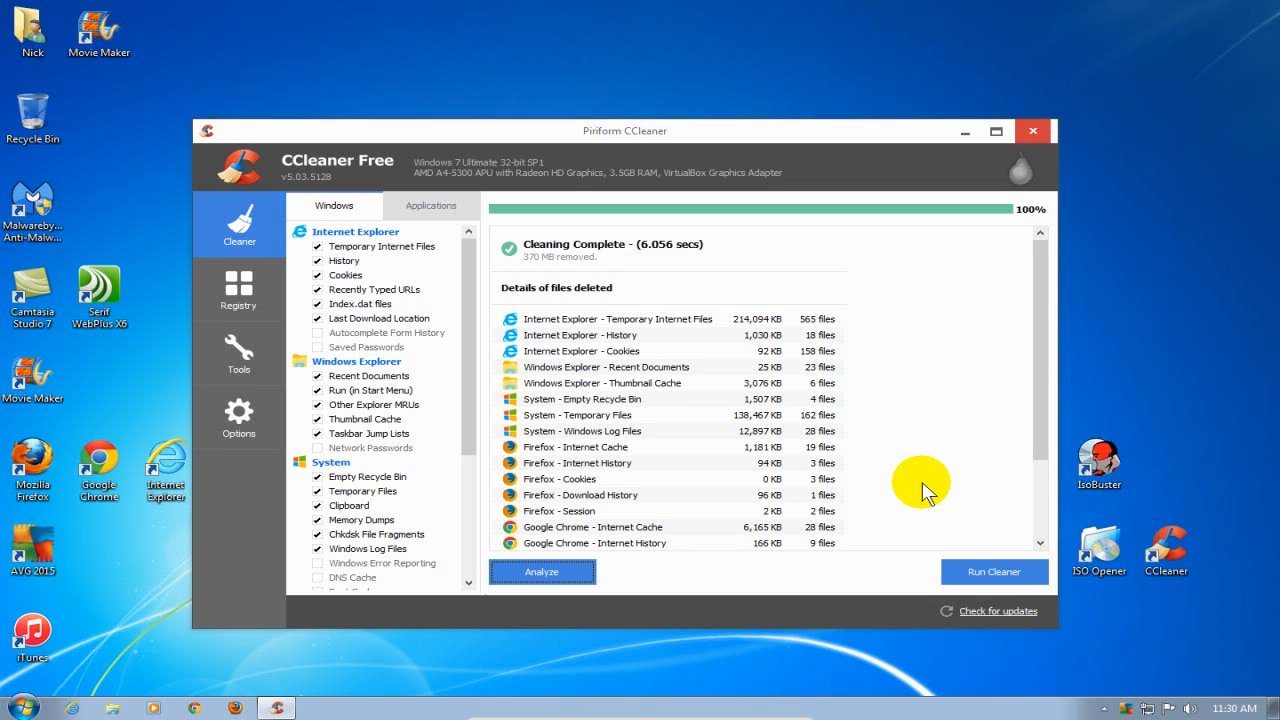 Nick
Movie Maker
Recycle Bin
Malwareby...
Anti-Malw...
Camtasia
Studio 7
Serif
WebPlus X6
Movie Maker
Mozilla
Firefox
Google
Chrome
Internet
Explorer
AVG 2015
iTunes
Piriform CCleaner
CCleaner Free
v5.03.5128
Windows 7 Ultimate 32-bit SP1
AMD A4-5300 APU with Radeon HD Graphics, 3.5GB RAM, VirtualBox Graphics Adapter
Cleaner
Registry
Tools
Options
Windows
Applications
Internet Explorer
Temporary Internet Files
History
Cookies
Recently Typed URLs
Index.dat files
Last Download Location
Autocomplete Form History
Saved Passwords
Windows Explorer
Recent Documents
Run (in Start Menu)
Other Explorer MRUs
Thumbnail Cache
Taskbar Jump Lists
Network Passwords
System
Empty Recycle Bin
Temporary Files
Clipboard
Memory Dumps
Chkdsk File Fragments
Windows Log Files
Windows Error Reporting
DNS Cache
100%
Cleaning Complete - (6.056 secs)
370 MB removed.
Details of files deleted
Internet Explorer - Temporary Internet Files 214,094 KB 565 files
Internet Explorer - History 1,030 KB 18 files
Internet Explorer - Cookies 92 KB 158 files
Windows Explorer - Recent Documents 25 KB 23 files
Windows Explorer - Thumbnail Cache 3,076 KB 6 files
System - Empty Recycle Bin 1,507 KB 4 files
System - Temporary Files 138,467 KB 162 files
System - Windows Log Files 12,897 KB 28 files
Firefox - Internet Cache 1,181 KB 19 files
Firefox - Internet History 94 KB 3 files
Firefox - Cookies 0 KB 3 files
Firefox - Download History 96 KB 1 files
Firefox - Session 2 KB 2 files
Google Chrome - Internet Cache 6,165 KB 28 files
Google Chrome - Internet History 166 KB 9 files
Analyze
Run Cleaner
Check for updates
IsoBuster
ISO Opener
CCleaner
11:30 AM